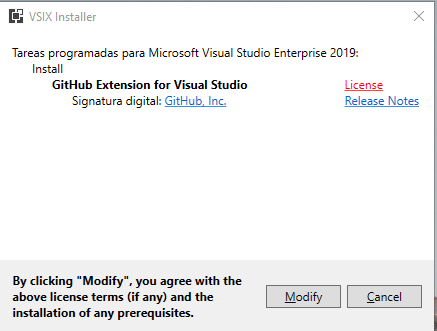 VSIX Installer
Tareas programadas para Microsoft Visual Studio Enterprise 2019:
Install
GitHub Extension for Visual Studio License
Signatura digital: GitHub, Inc. Release Notes
By clicking "Modify", you agree with the
above license terms (if any) and the
installation of any prerequisites.
Modify Cancel